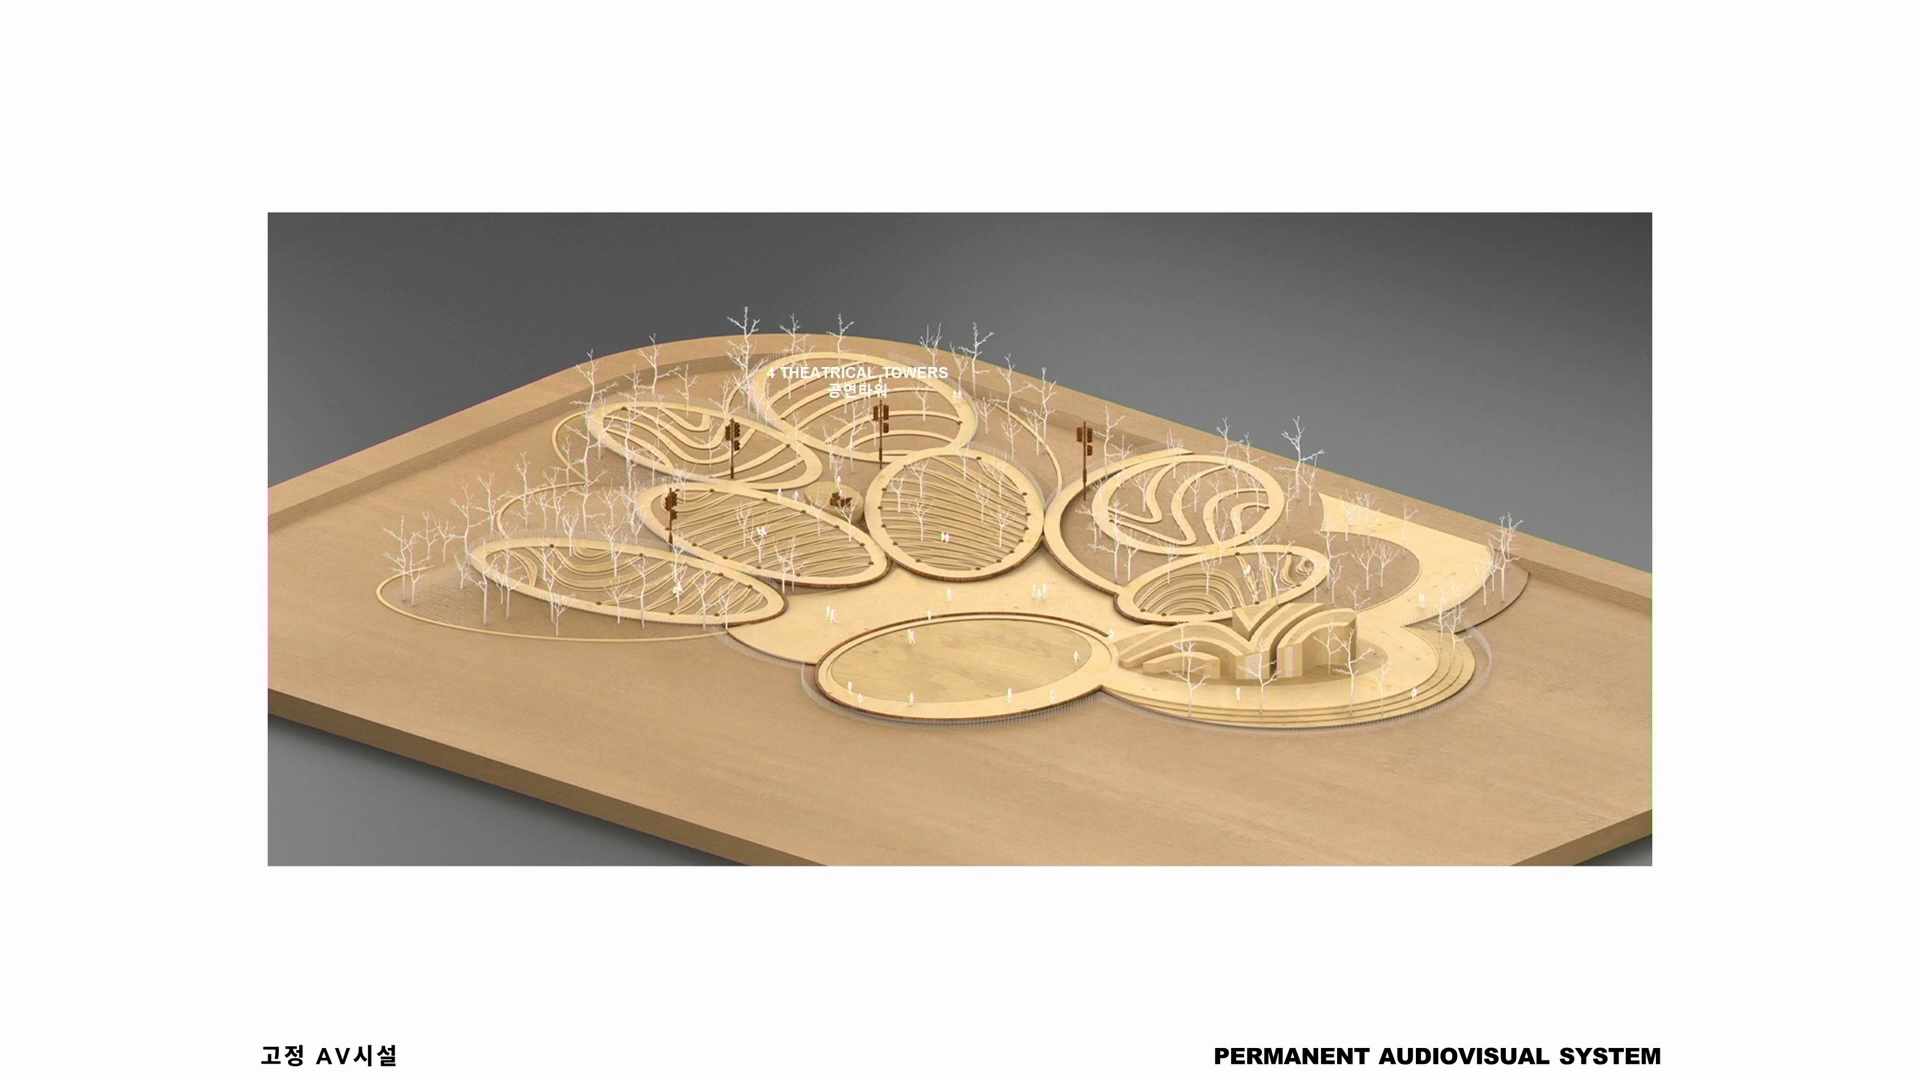 4 THEATRICAL TOWERS
공연타워
고정 AV시설
PERMANENT AUDIOVISUAL SYSTEM